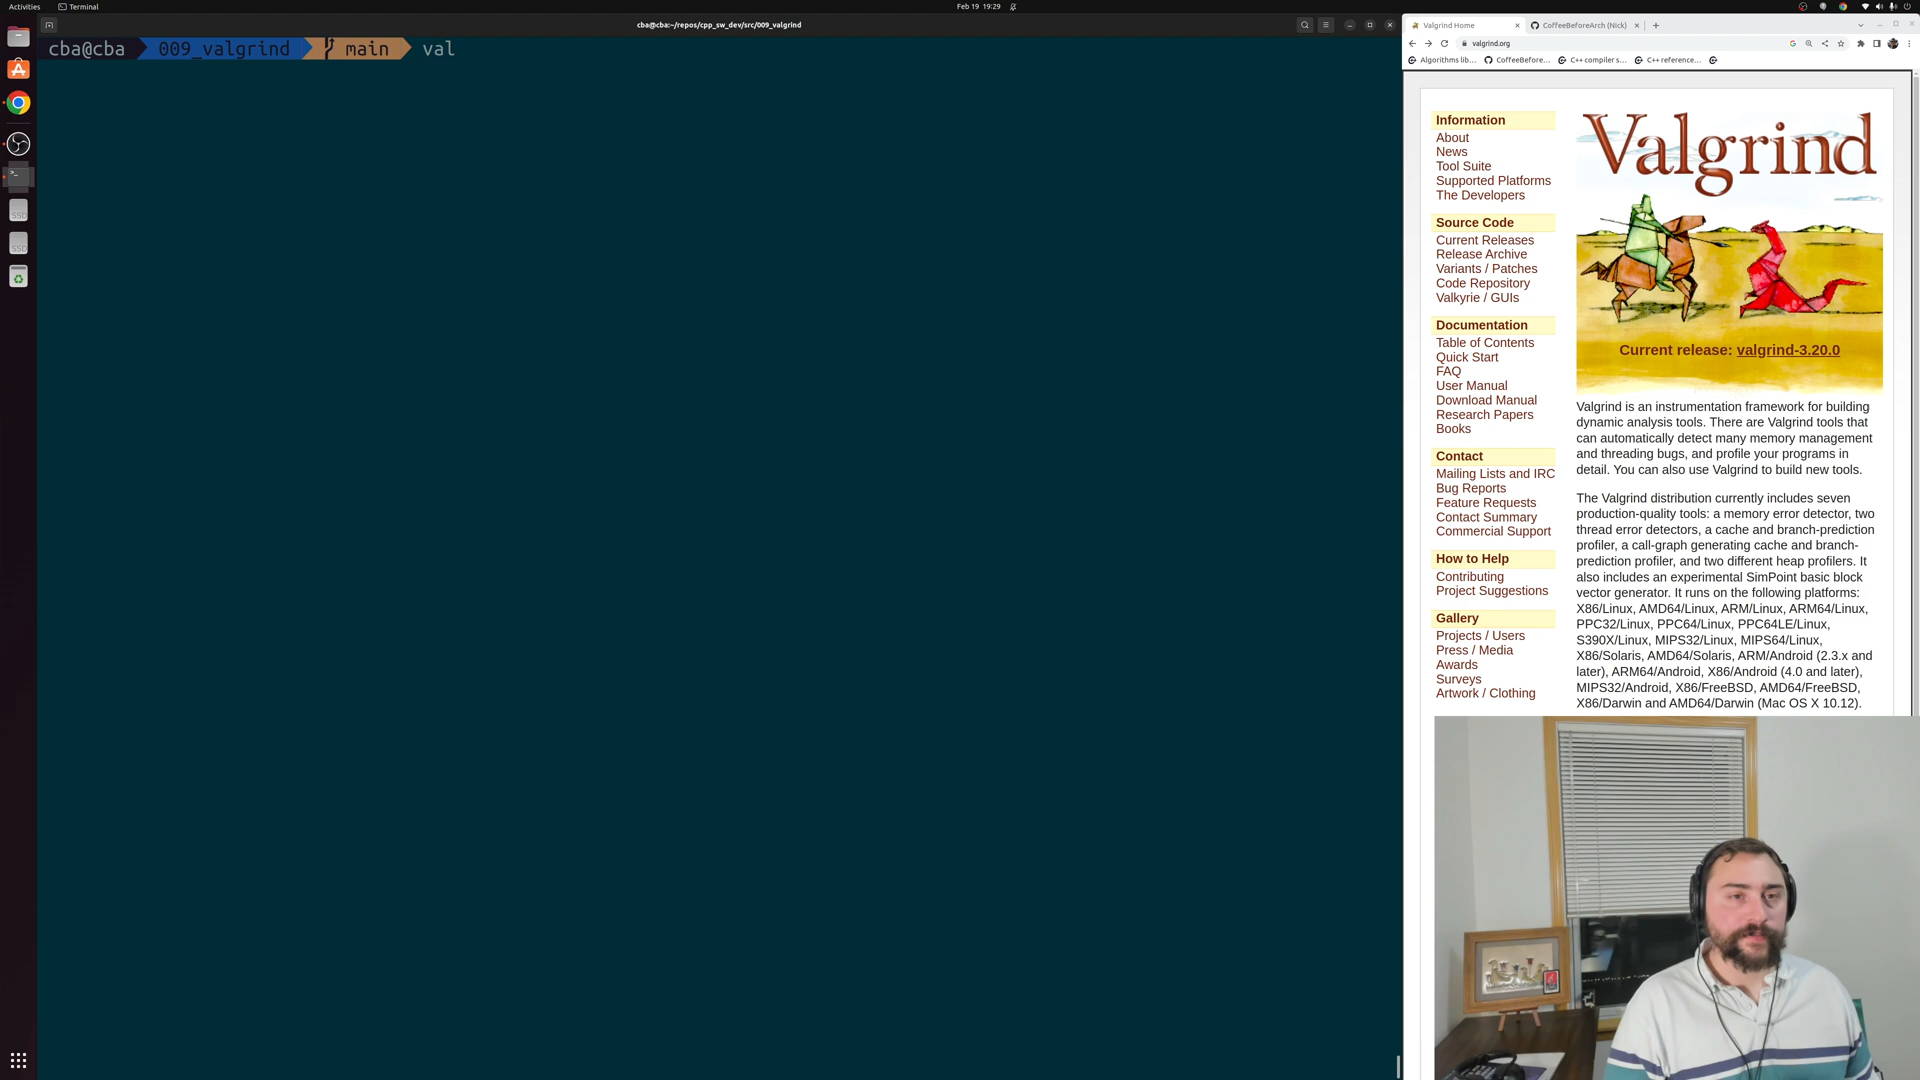 Activities
Terminal
Feb 19 19:29
cba@cba:~/repos/cpp_sw_dev/src/009_valgrind
cba@cba 009_valgrind main val
Valgrind Home
CoffeeBeforeArch (Nick)
valgrind.org
Algorithms lib...
CoffeeBefore...
C++ compiler s...
C++ reference...
Information
About
News
Tool Suite
Supported Platforms
The Developers
Source Code
Current Releases
Release Archive
Variants / Patches
Code Repository
Valkyrie / GUIs
Documentation
Table of Contents
Quick Start
FAQ
User Manual
Download Manual
Research Papers
Books
Contact
Mailing Lists and IRC
Bug Reports
Feature Requests
Contact Summary
Commercial Support
How to Help
Contributing
Project Suggestions
Gallery
Projects / Users
Press / Media
Awards
Surveys
Artwork / Clothing
Valgrind
Current release: valgrind-3.20.0
Valgrind is an instrumentation framework for building
dynamic analysis tools. There are Valgrind tools that
can automatically detect many memory management
and threading bugs, and profile your programs in
detail. You can also use Valgrind to build new tools.
The Valgrind distribution currently includes seven
production-quality tools: a memory error detector, two
thread error detectors, a cache and branch-prediction
profiler, a call-graph generating cache and branch-
prediction profiler, and two different heap profilers. It
also includes an experimental SimPoint basic block
vector generator. It runs on the following platforms:
X86/Linux, AMD64/Linux, ARM/Linux, ARM64/Linux,
PPC32/Linux, PPC64/Linux, PPC64LE/Linux,
S390X/Linux, MIPS32/Linux, MIPS64/Linux,
X86/Solaris, AMD64/Solaris, ARM/Android (2.3.x and
later), ARM64/Android, X86/Android (4.0 and later),
MIPS32/Android, X86/FreeBSD, AMD64/FreeBSD,
X86/Darwin and AMD64/Darwin (Mac OS X 10.12).
SSD
SSD